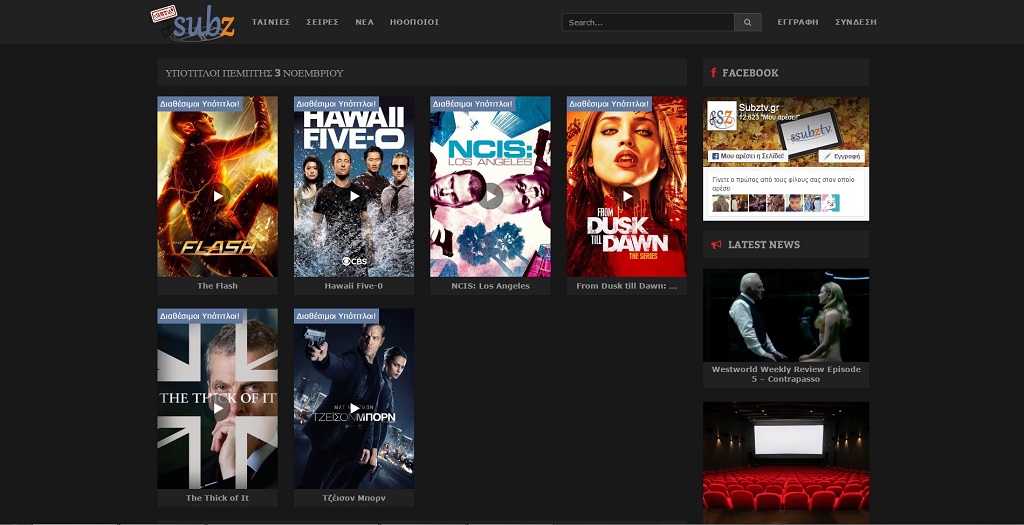 subz
ΤΑΙΝΙΕΣ
ΣΕΙΡΕΣ
ΝΕΑ
ΗΘΟΠΟΙΟΙ
Search...
ΕΓΓΡΑΦΗ
ΣΥΝΔΕΣΗ
ΥΠΟΤΙΤΛΟΙ ΠΕΜΠΤΗΣ 3 ΝΟΕΜΒΡΙΟΥ
Διαθέσιμοι Υπότιτλοι!
THE FLASH
The Flash
Διαθέσιμοι Υπότιτλοι!
HAWAII
FIVE-O
CBS
Hawaii Five-0
Διαθέσιμοι Υπότιτλοι!
NCIS:
LOS ANGELES
NCIS: Los Angeles
Διαθέσιμοι Υπότιτλοι!
FROM
DUSK
TILL
DAWN
THE SERIES
From Dusk till Dawn: ...
Διαθέσιμοι Υπότιτλοι!
THE THICK OF IT
The Thick of It
Διαθέσιμοι Υπότιτλοι!
ΤΖΕΙΣΟΝ ΜΠΟΡΝ
Τζέισον Μπορν
FACEBOOK
Subztv.gr
12.623 "Μου αρέσει"
subztv
Μου αρέσει η Σελίδα!
Εγγραφή
Γίνετε ο πρώτος από τους φίλους σας στον οποίο
αρέσει
LATEST NEWS
Westworld Weekly Review Episode
5 – Contrapasso